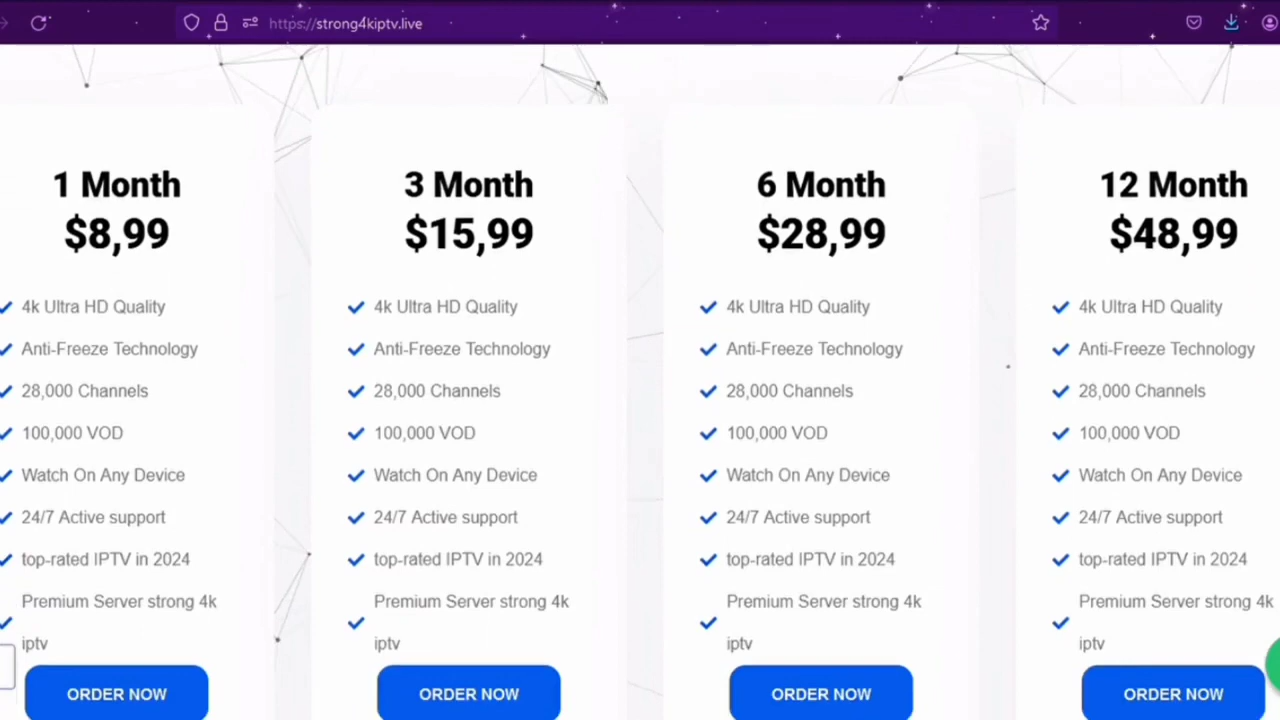 https://strong4kiptv.live
1 Month
$8,99
4k Ultra HD Quality
Anti-Freeze Technology
28,000 Channels
100,000 VOD
Watch On Any Device
24/7 Active support
top-rated IPTV in 2024
Premium Server strong 4k
iptv
ORDER NOW
3 Month
$15,99
4k Ultra HD Quality
Anti-Freeze Technology
28,000 Channels
100,000 VOD
Watch On Any Device
24/7 Active support
top-rated IPTV in 2024
Premium Server strong 4k
iptv
ORDER NOW
6 Month
$28,99
4k Ultra HD Quality
Anti-Freeze Technology
28,000 Channels
100,000 VOD
Watch On Any Device
24/7 Active support
top-rated IPTV in 2024
Premium Server strong 4k
iptv
ORDER NOW
12 Month
$48,99
4k Ultra HD Quality
Anti-Freeze Technology
28,000 Channels
100,000 VOD
Watch On Any Device
24/7 Active support
top-rated IPTV in 2024
Premium Server strong 4k
iptv
ORDER NOW